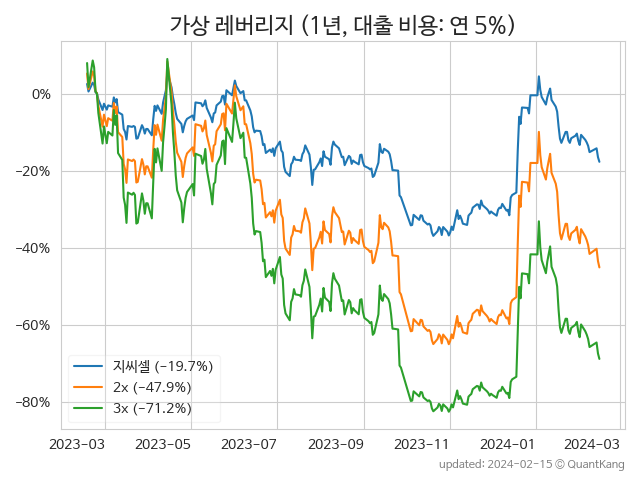 가상 레버리지 (1년, 대출 비용: 연 5%)
0%
−20%
−40%
−60%
−80%
지씨셀 (−19.7%)
2x (−47.9%)
3x (−71.2%)
2023-03 2023-05 2023-07 2023-09 2023-11 2024-01 2024-03
updated: 2024-02-15 © QuantKang